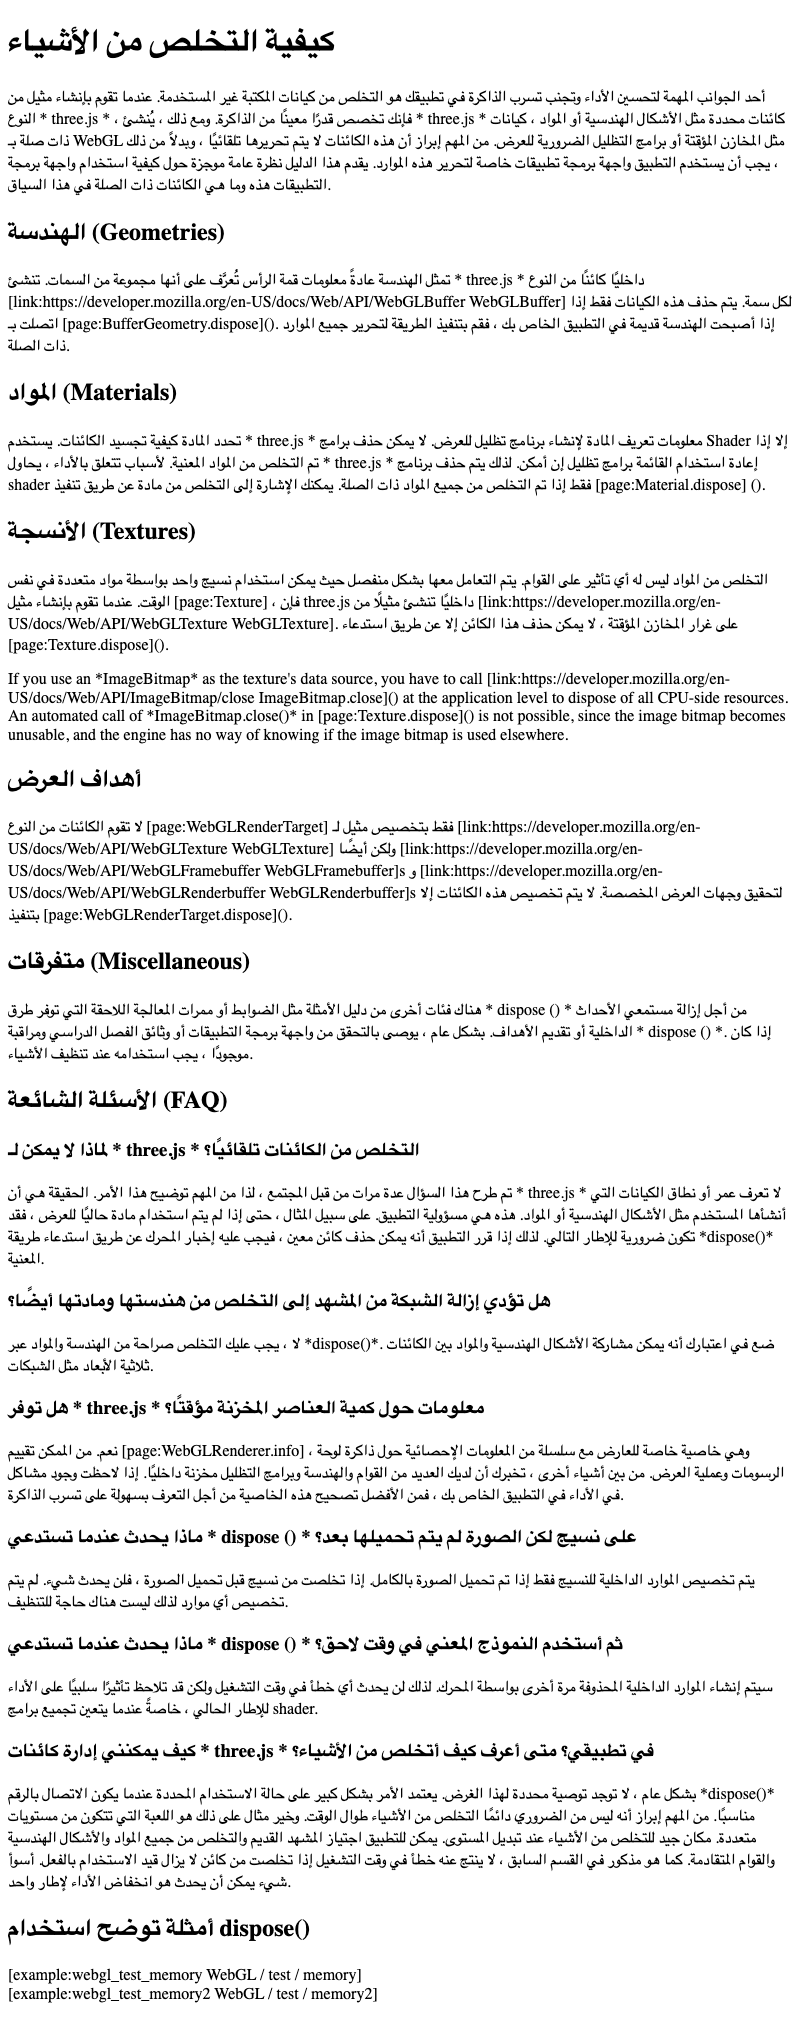 كيفية التخلص من الأشياء
أحد الجوانب المهمة لتحسين الأداء وتجنب تسرب الذاكرة في تطبيقك هو التخلص من كيانات المكتبة غير المستخدمة. عندما تقوم بإنشاء مثيل من
النوع * three.js * ، فإنك تخصص قدرًا معينًا من الذاكرة. ومع ذلك ، يُنشئ * three.js * كائنات محددة مثل الأشكال الهندسية أو المواد ، كيانات
ذات صلة بـ WebGL مثل المخازن المؤقتة أو برامج التظليل الضرورية للعرض. من المهم إبراز أن هذه الكائنات لا يتم تحريرها تلقائيًا ، وبدلاً من ذلك
، يجب أن يستخدم التطبيق واجهة برمجة تطبيقات خاصة لتحرير هذه الموارد. يقدم هذا الدليل نظرة عامة موجزة حول كيفية استخدام واجهة برمجة
التطبيقات هذه وما هي الكائنات ذات الصلة في هذا السياق.
الهندسة (Geometries)
تمثل الهندسة عادةً معلومات قمة الرأس تُعرَّف على أنها مجموعة من السمات. تنشئ * three.js * داخليًا كائنًا من النوع
[link:https://developer.mozilla.org/en-US/docs/Web/API/WebGLBuffer WebGLBuffer] لكل سمة. يتم حذف هذه الكيانات فقط إذا
اتصلت بـ [page:BufferGeometry.dispose](). إذا أصبحت الهندسة قديمة في التطبيق الخاص بك ، فقم بتنفيذ الطريقة لتحرير جميع الموارد
ذات الصلة.
المواد (Materials)
تحدد المادة كيفية تجسيد الكائنات. يستخدم * three.js * معلومات تعريف المادة لإنشاء برنامج تظليل للعرض. لا يمكن حذف برامج Shader إلا إذا
تم التخلص من المواد المعنية. لأسباب تتعلق بالأداء ، يحاول * three.js * إعادة استخدام القائمة برامج تظليل إن أمكن. لذلك يتم حذف برنامج
shader فقط إذا تم التخلص من جميع المواد ذات الصلة. يمكنك الإشارة إلى التخلص من مادة عن طريق تنفيذ [page:Material.dispose] ().
الأنسجة (Textures)
التخلص من المواد ليس له أي تأثير على القوام. يتم التعامل معها بشكل منفصل حيث يمكن استخدام نسيج واحد بواسطة مواد متعددة في نفس
الوقت. عندما تقوم بإنشاء مثيل [page:Texture] ، فإن three.js داخليًا تنشئ مثيلًا من [link:https://developer.mozilla.org/en-
US/docs/Web/API/WebGLTexture WebGLTexture]. على غرار المخازن المؤقتة ، لا يمكن حذف هذا الكائن إلا عن طريق استدعاء
[page:Texture.dispose]().
If you use an *ImageBitmap* as the texture's data source, you have to call [link:https://developer.mozilla.org/en-
US/docs/Web/API/ImageBitmap/close ImageBitmap.close]() at the application level to dispose of all CPU-side resources.
An automated call of *ImageBitmap.close()* in [page:Texture.dispose]() is not possible, since the image bitmap becomes
unusable, and the engine has no way of knowing if the image bitmap is used elsewhere.
أهداف العرض
لا تقوم الكائنات من النوع [page:WebGLRenderTarget] فقط بتخصيص مثيل لـ [link:https://developer.mozilla.org/en-
US/docs/Web/API/WebGLTexture WebGLTexture] ولكن أيضًا [link:https://developer.mozilla.org/en-
US/docs/Web/API/WebGLFramebuffer WebGLFramebuffer]s و [link:https://developer.mozilla.org/en-
US/docs/Web/API/WebGLRenderbuffer WebGLRenderbuffer]s لتحقيق وجهات العرض المخصصة. لا يتم تخصيص هذه الكائنات إلا
بتنفيذ [page:WebGLRenderTarget.dispose]().
متفرقات (Miscellaneous)
هناك فئات أخرى من دليل الأمثلة مثل الضوابط أو ممرات المعالجة اللاحقة التي توفر طرق * dispose () * من أجل إزالة مستمعي الأحداث
الداخلية أو تقديم الأهداف. بشكل عام ، يوصى بالتحقق من واجهة برمجة التطبيقات أو وثائق الفصل الدراسي ومراقبة * dispose () *. إذا كان
موجودًا ، يجب استخدامه عند تنظيف الأشياء.
الأسئلة الشائعة (FAQ)
لماذا لا يمكن لـ * three.js * التخلص من الكائنات تلقائيًا؟
تم طرح هذا السؤال عدة مرات من قبل المجتمع ، لذا من المهم توضيح هذا الأمر. الحقيقة هي أن * three.js * لا تعرف عمر أو نطاق الكيانات التي
أنشأها المستخدم مثل الأشكال الهندسية أو المواد. هذه هي مسؤولية التطبيق. على سبيل المثال ، حتى إذا لم يتم استخدام مادة حاليًا للعرض ، فقد
تكون ضرورية للإطار التالي. لذلك إذا قرر التطبيق أنه يمكن حذف كائن معين ، فيجب عليه إخبار المحرك عن طريق استدعاء طريقة *dispose()*
المعنية.
هل تؤدي إزالة الشبكة من المشهد إلى التخلص من هندستها ومادتها أيضًا؟
لا ، يجب عليك التخلص صراحة من الهندسة والمواد عبر *dispose()*. ضع في اعتبارك أنه يمكن مشاركة الأشكال الهندسية والمواد بين الكائنات
ثلاثية الأبعاد مثل الشبكات.
هل توفر * three.js * معلومات حول كمية العناصر المخزنة مؤقتًا؟
نعم. من الممكن تقييم [page:WebGLRenderer.info] ، وهي خاصية خاصة للعارض مع سلسلة من المعلومات الإحصائية حول ذاكرة لوحة
الرسومات وعملية العرض. من بين أشياء أخرى ، تخبرك أن لديك العديد من القوام والهندسة وبرامج التظليل مخزنة داخليًا. إذا لاحظت وجود مشاكل
في الأداء في التطبيق الخاص بك ، فمن الأفضل تصحيح هذه الخاصية من أجل التعرف بسهولة على تسرب الذاكرة.
ماذا يحدث عندما تستدعي * dispose () * على نسيج لكن الصورة لم يتم تحميلها بعد؟
يتم تخصيص الموارد الداخلية للنسيج فقط إذا تم تحميل الصورة بالكامل. إذا تخلصت من نسيج قبل تحميل الصورة ، فلن يحدث شيء. لم يتم
تخصيص أي موارد لذلك ليست هناك حاجة للتنظيف.
ماذا يحدث عندما تستدعي * dispose () * ثم أستخدم النموذج المعني في وقت لاحق؟
سيتم إنشاء الموارد الداخلية المحذوفة مرة أخرى بواسطة المحرك. لذلك لن يحدث أي خطأ في وقت التشغيل ولكن قد تلاحظ تأثيرًا سلبيًا على الأداء
للإطار الحالي ، خاصةً عندما يتعين تجميع برامج shader.
كيف يمكنني إدارة كائنات * three.js * في تطبيقي؟ متى أعرف كيف أتخلص من الأشياء؟
بشكل عام ، لا توجد توصية محددة لهذا الغرض. يعتمد الأمر بشكل كبير على حالة الاستخدام المحددة عندما يكون الاتصال بالرقم *dispose()*
مناسبًا. من المهم إبراز أنه ليس من الضروري دائمًا التخلص من الأشياء طوال الوقت. وخير مثال على ذلك هو اللعبة التي تتكون من مستويات
متعددة. مكان جيد للتخلص من الأشياء عند تبديل المستوى. يمكن للتطبيق اجتياز المشهد القديم والتخلص من جميع المواد والأشكال الهندسية
والقوام المتقادمة. كما هو مذكور في القسم السابق ، لا ينتج عنه خطأ في وقت التشغيل إذا تخلصت من كائن لا يزال قيد الاستخدام بالفعل. أسوأ
شيء يمكن أن يحدث هو انخفاض الأداء لإطار واحد.
أمثلة توضح استخدام dispose()
[example:webgl_test_memory WebGL / test / memory]
[example:webgl_test_memory2 WebGL / test / memory2]